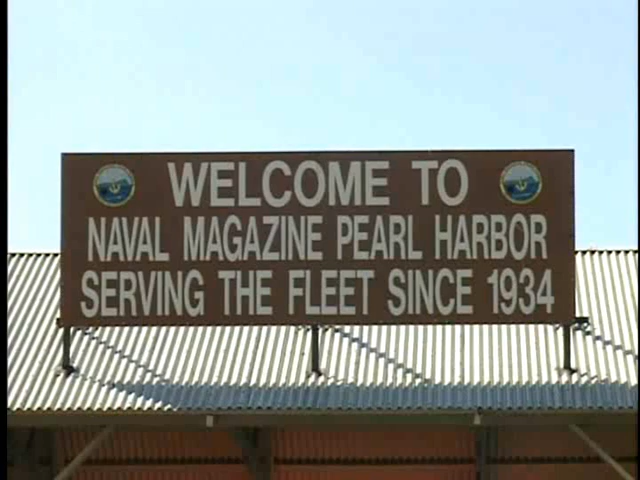 WELCOME TO
NAVAL MAGAZINE PEARL HARBOR
SERVING THE FLEET SINCE 1934